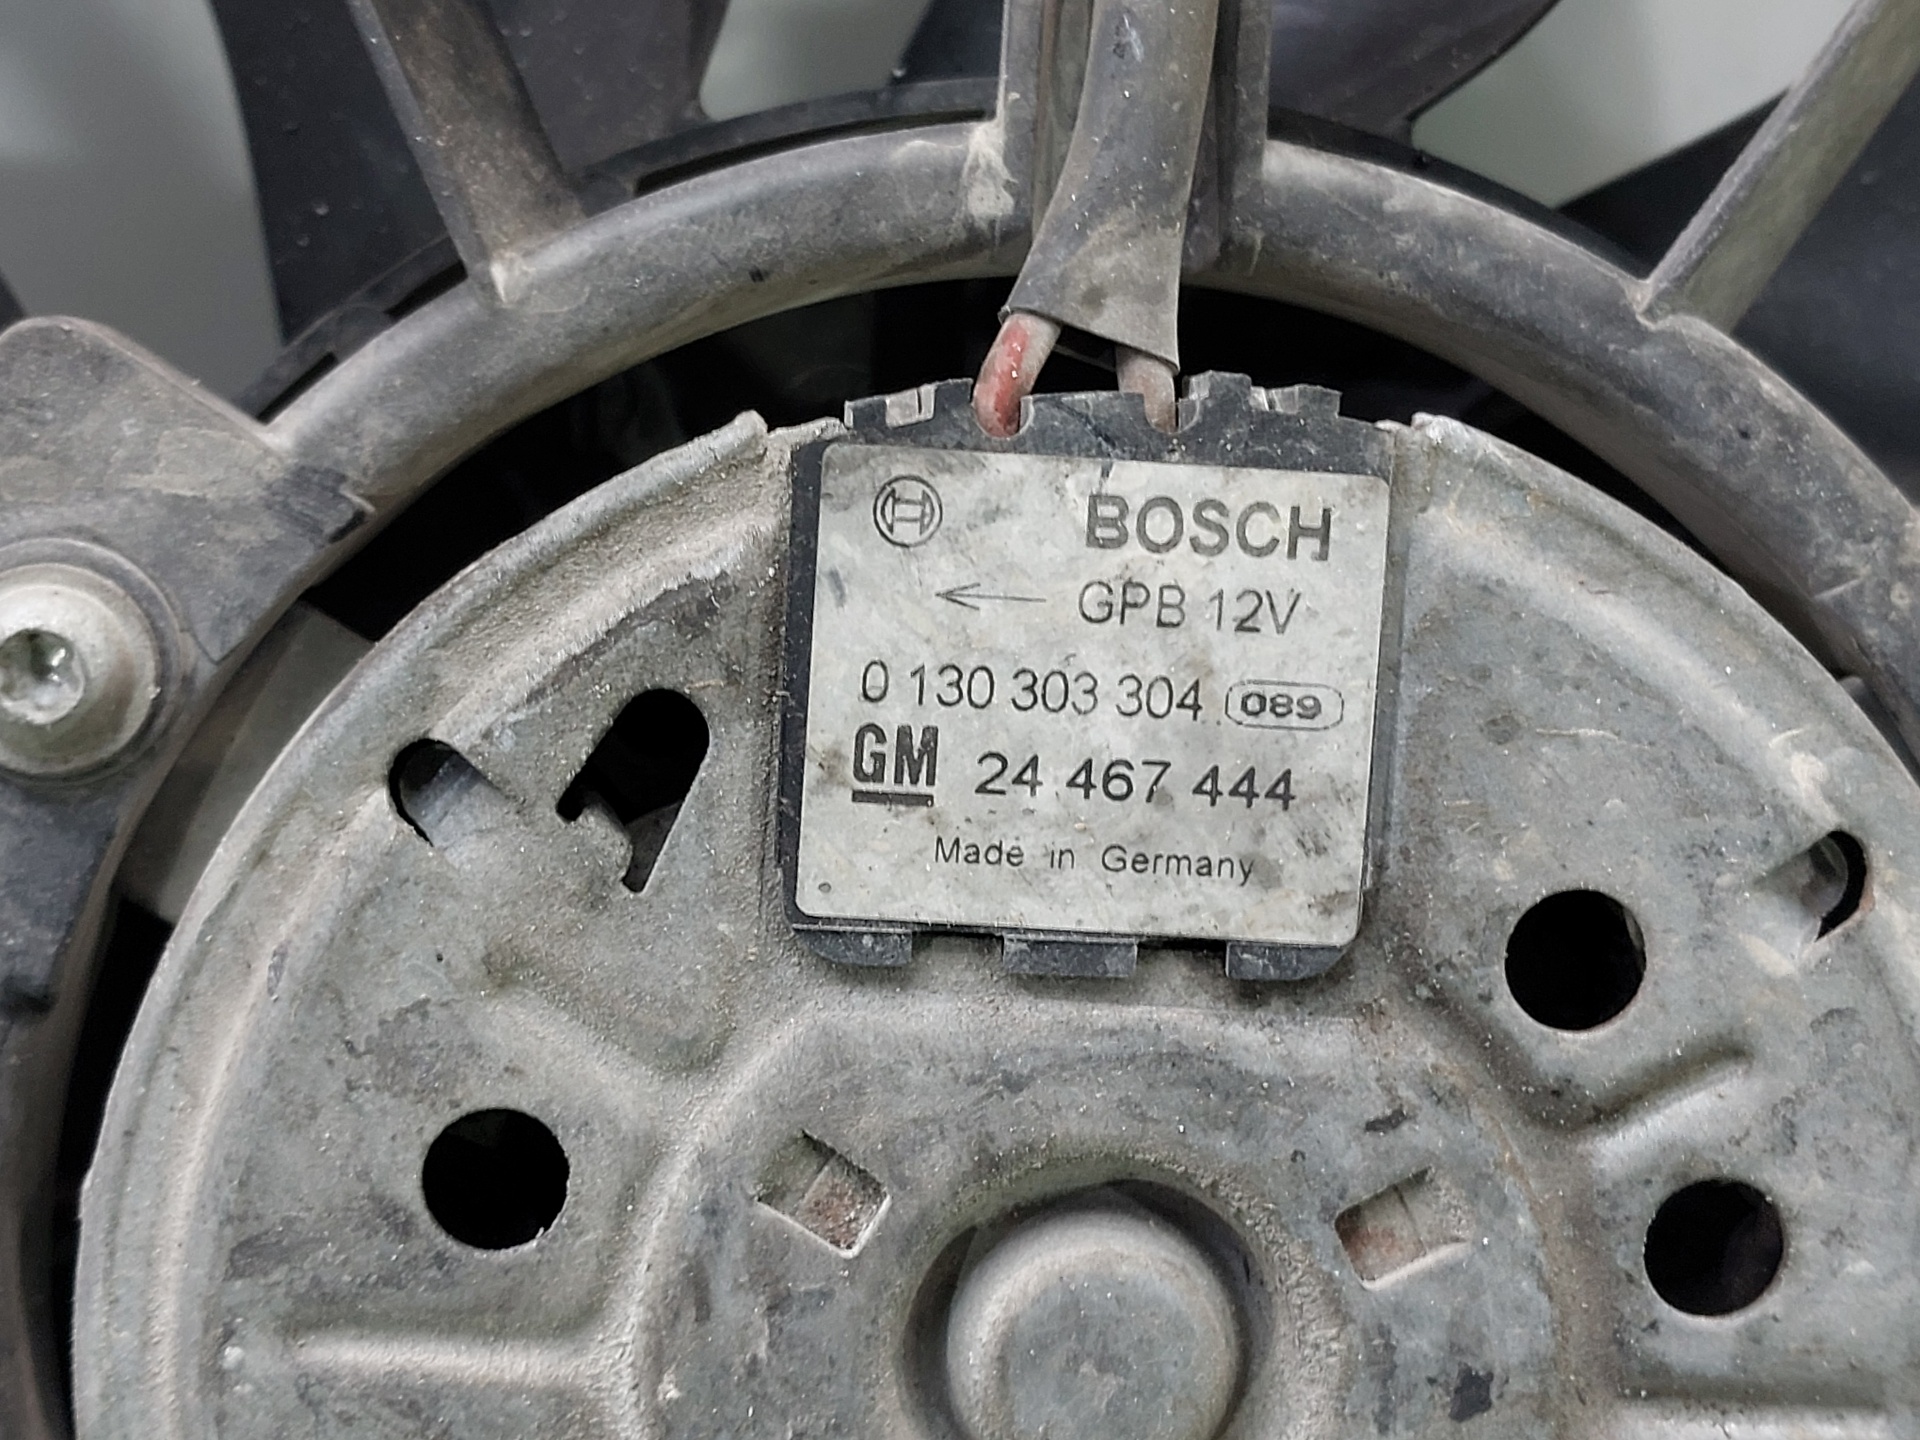 BOSCH
GPB 12V
0 130 303 304 089
GM 24 467 444
Made in Germany